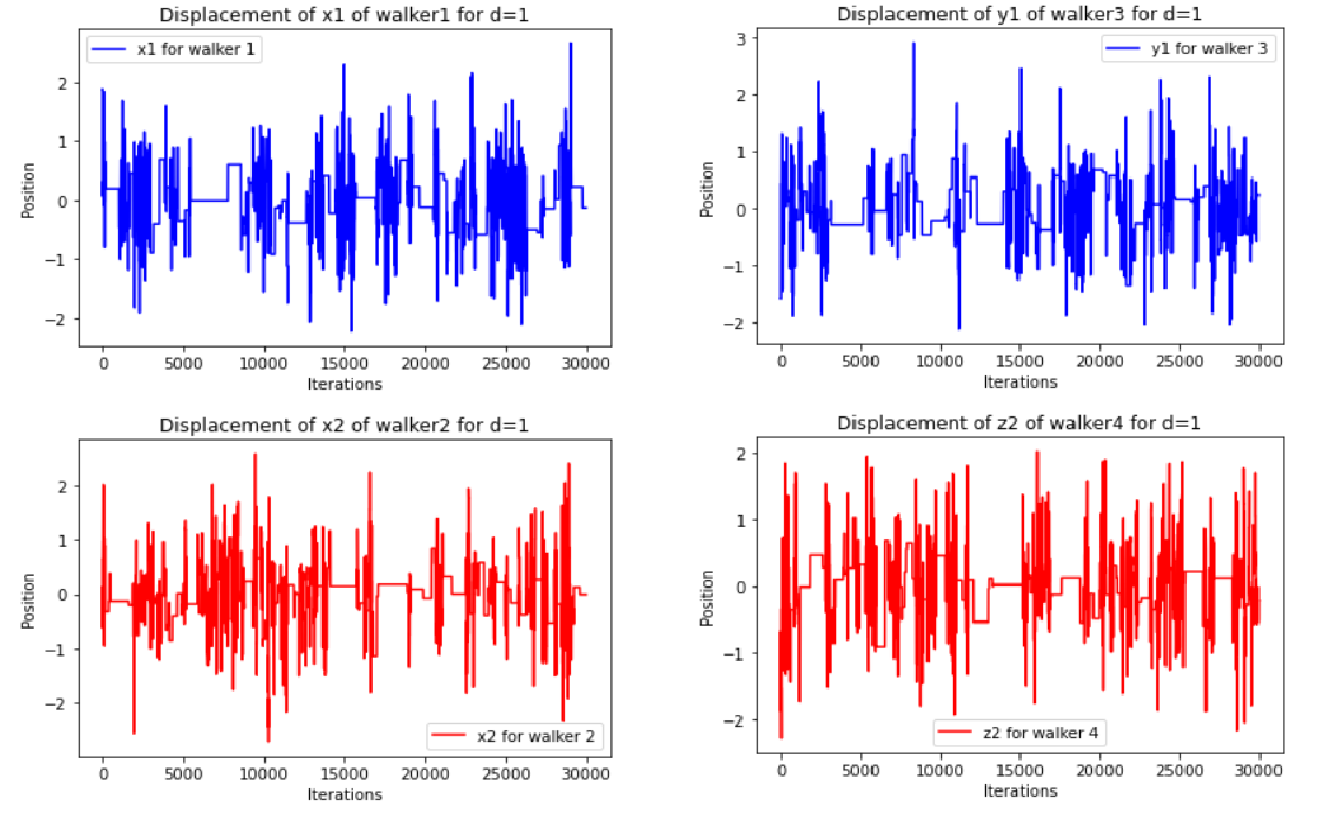 Displacement of x1 of walker1 for d=1
x1 for walker 1
Position
2
1
0
−1
−2
0 5000 10000 15000 20000 25000 30000
Iterations
Displacement of y1 of walker3 for d=1
y1 for walker 3
Position
3
2
1
0
−1
−2
0 5000 10000 15000 20000 25000 30000
Iterations
Displacement of x2 of walker2 for d=1
x2 for walker 2
Position
2
1
0
−1
−2
0 5000 10000 15000 20000 25000 30000
Iterations
Displacement of z2 of walker4 for d=1
z2 for walker 4
Position
2
1
0
−1
−2
0 5000 10000 15000 20000 25000 30000
Iterations